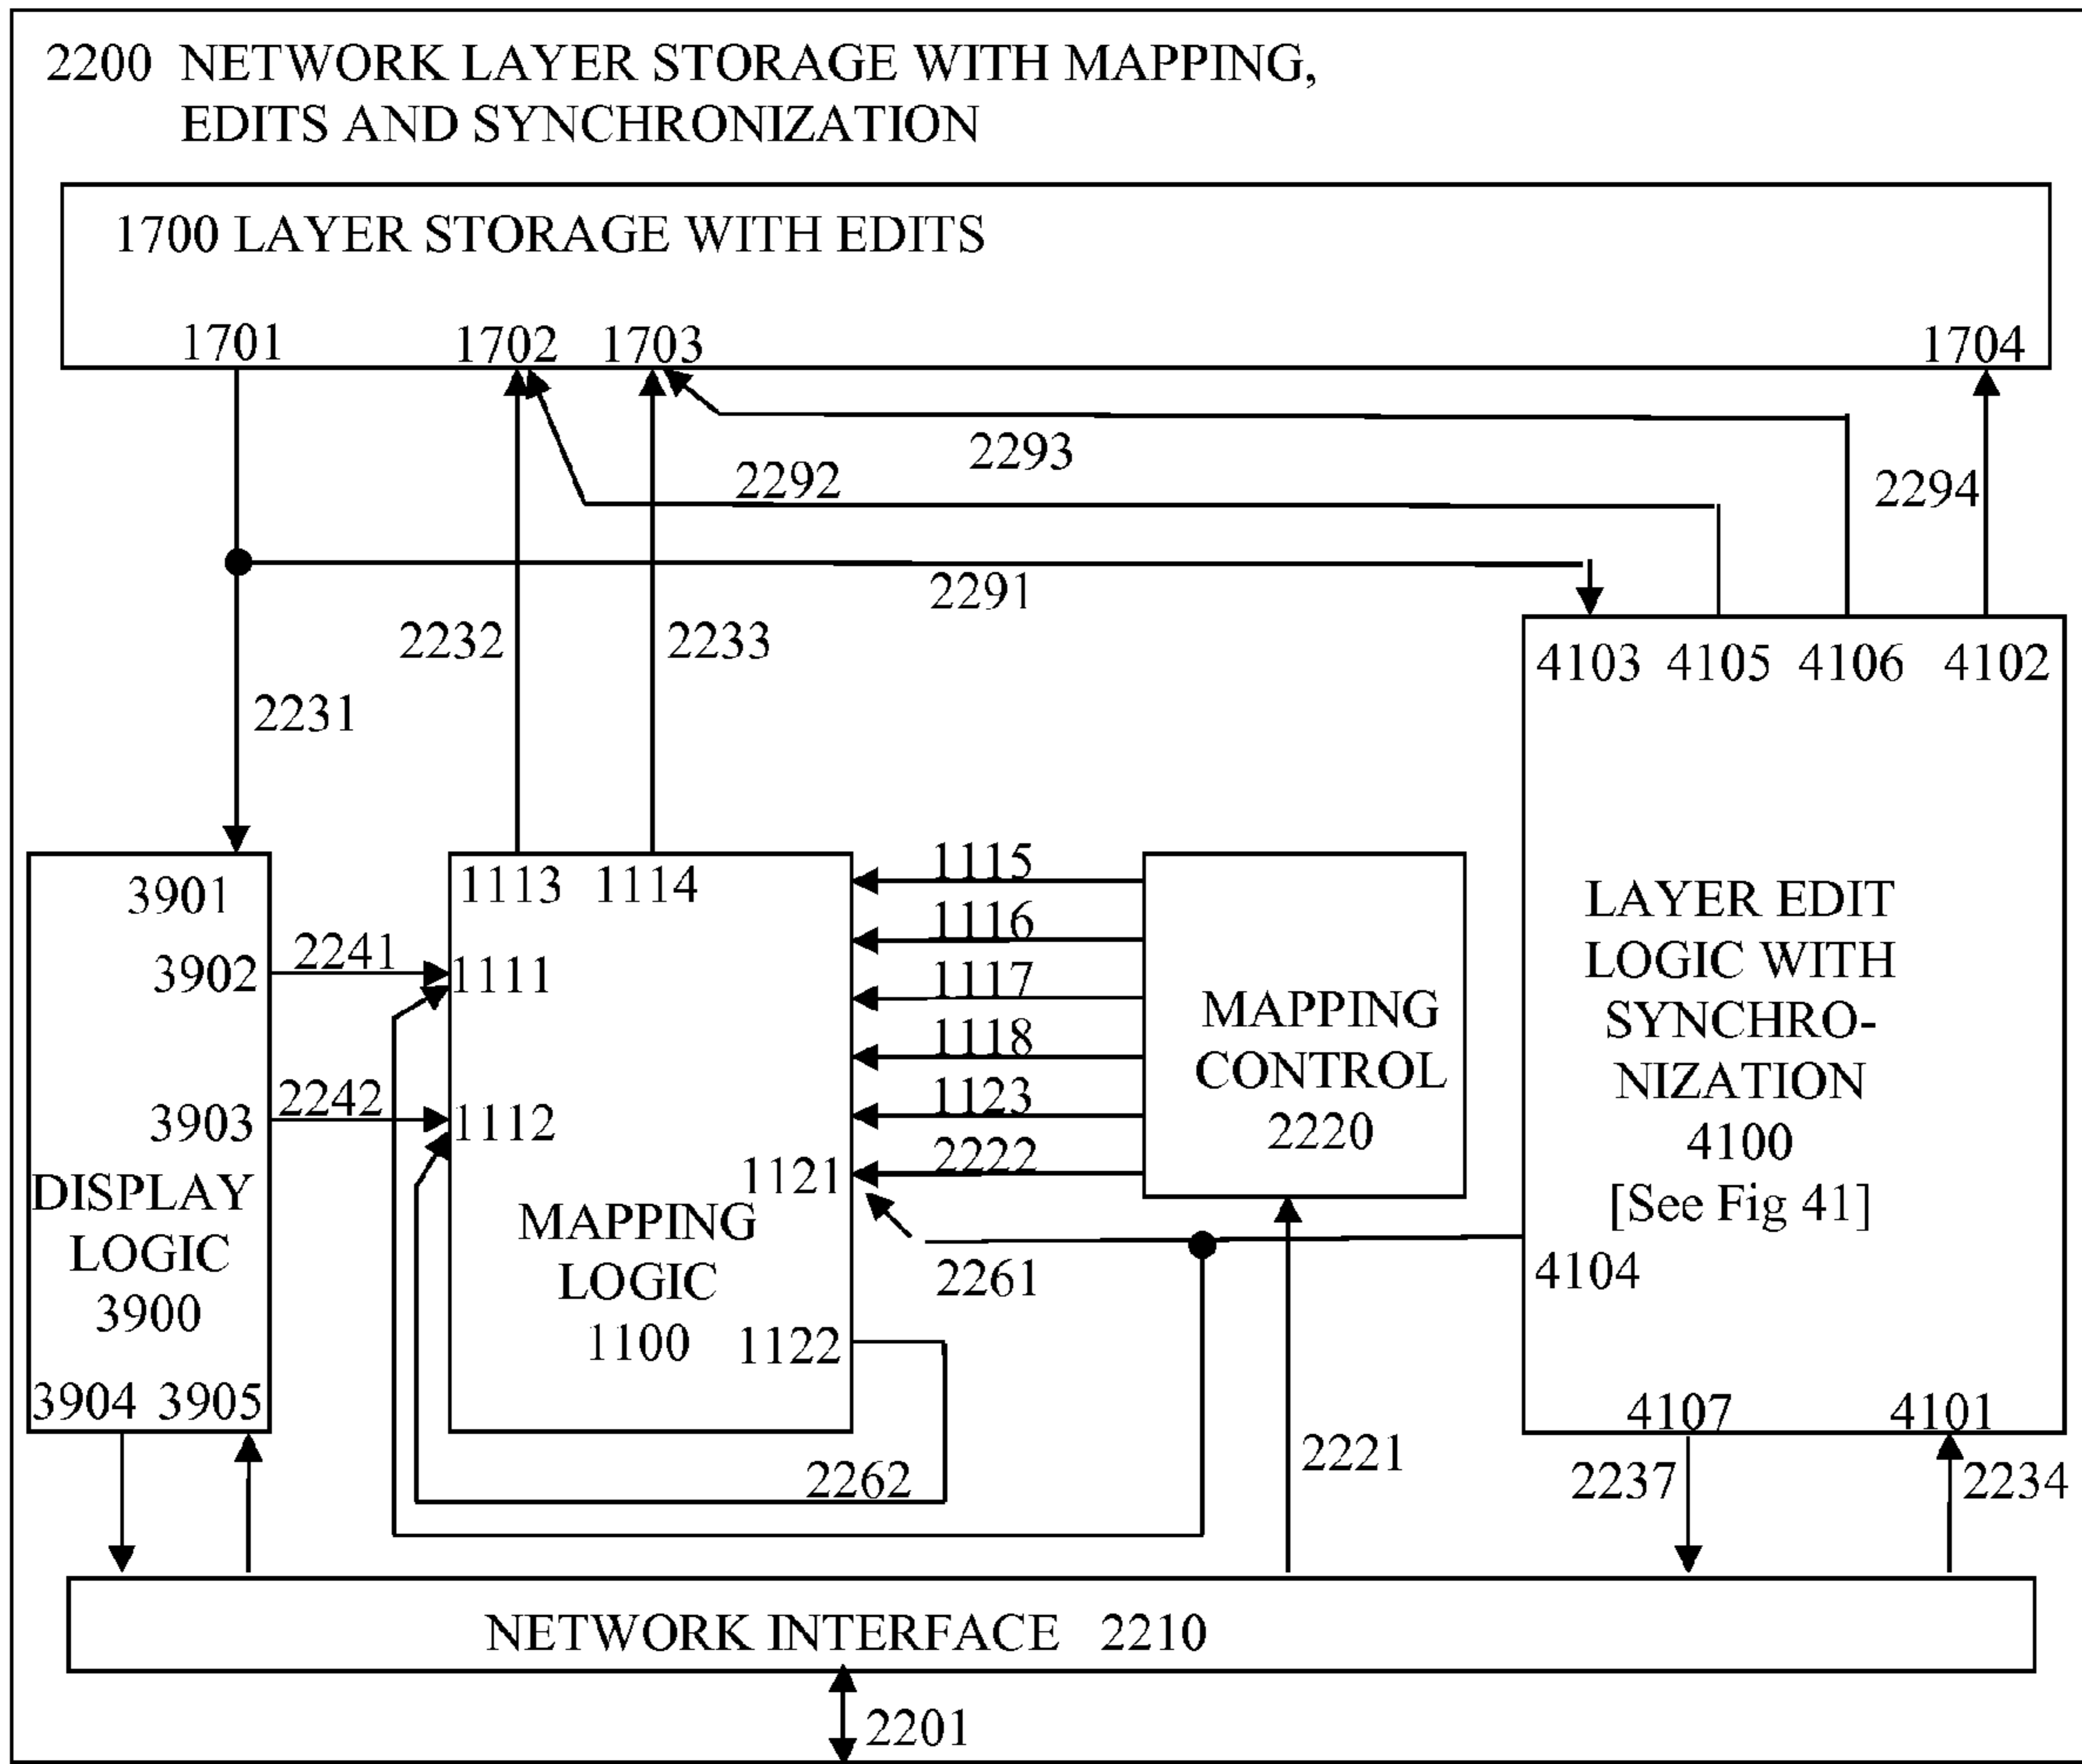 2200 NETWORK LAYER STORAGE WITH MAPPING,
EDITS AND SYNCHRONIZATION
1700 LAYER STORAGE WITH EDITS
1701 1702 1703 1704
2293
2292 2294
2291
2232 2233
4103 4105 4106 4102
2231
3901 1113 1114 1115
3902 2241 1111 1116
1117
1118
3903 2242 1112 1123
1121 2222
MAPPING
CONTROL
2220
LAYER EDIT
LOGIC WITH
SYNCHRO-
NIZATION
4100
[See Fig 41]
DISPLAY
LOGIC
3900
MAPPING
LOGIC
1100 1122
2261 4104
3904 3905 4107 4101
2262 2221 2237 2234
NETWORK INTERFACE 2210
2201